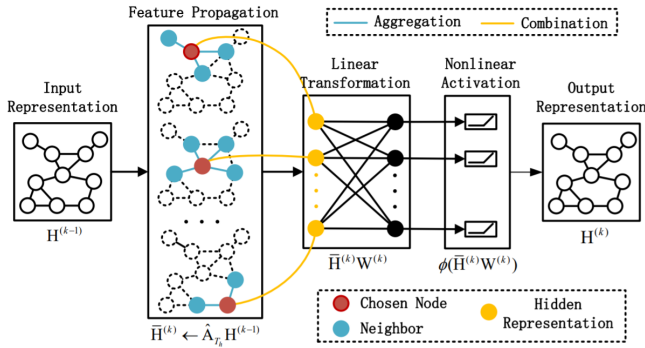 Feature Propagation
Aggregation
Combination
Input
Representation
Linear
Transformation
Nonlinear
Activation
Output
Representation
H^(k-1)
H̅^(k)W^(k)
ϕ(H̅^(k)W^(k))
H^(k)
H̅^(k) ← Â_{T_h} H^(k-1)
Chosen Node
Neighbor
Hidden
Representation